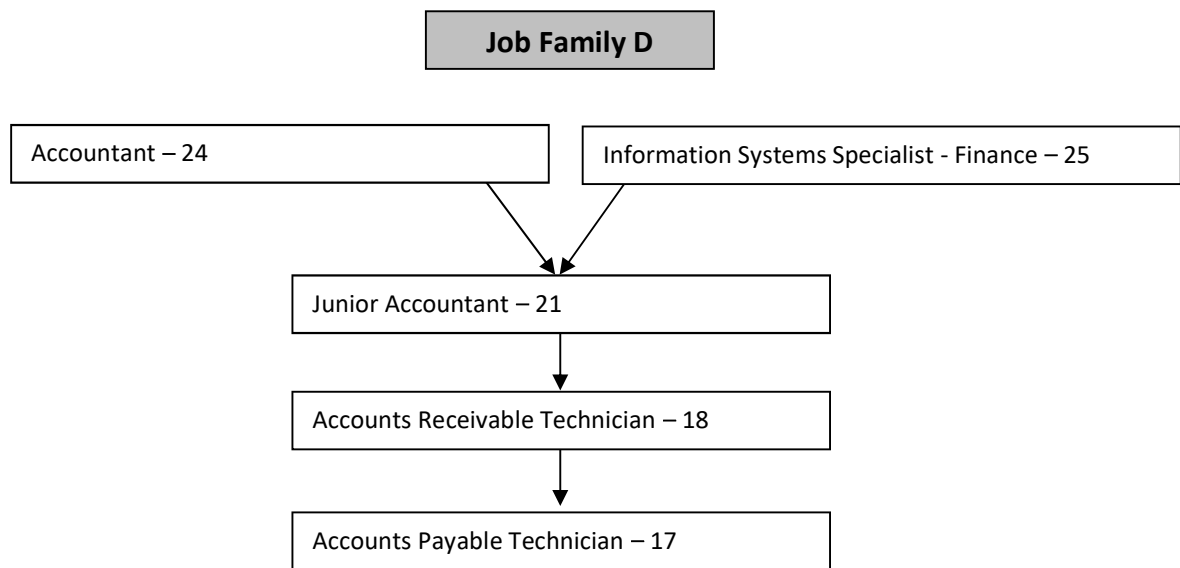 Job Family D
Accountant – 24
Information Systems Specialist - Finance – 25
Junior Accountant – 21
Accounts Receivable Technician – 18
Accounts Payable Technician – 17